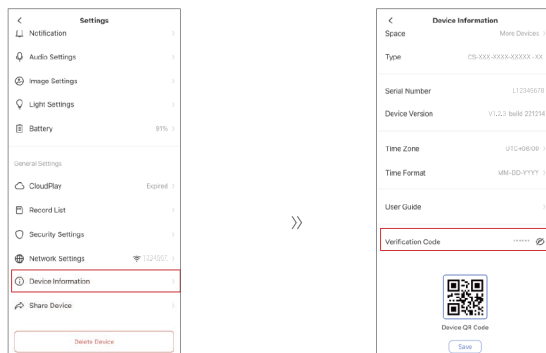 Settings
Notification
Audio Settings
Image Settings
Light Settings
Battery 91%
General Settings
CloudPlay Expired
Record List
Security Settings
Network Settings
Device Information
Share Device
Delete Device
Device Information
Space More Devices
Type CS-XXX-XXXX-XXXXX-XX
Serial Number L12345678
Device Version V1.2.3 build 221214
Time Zone UTC+08:00
Time Format MM-DD-YYYY
User Guide
Verification Code ******
Device QR Code
Save